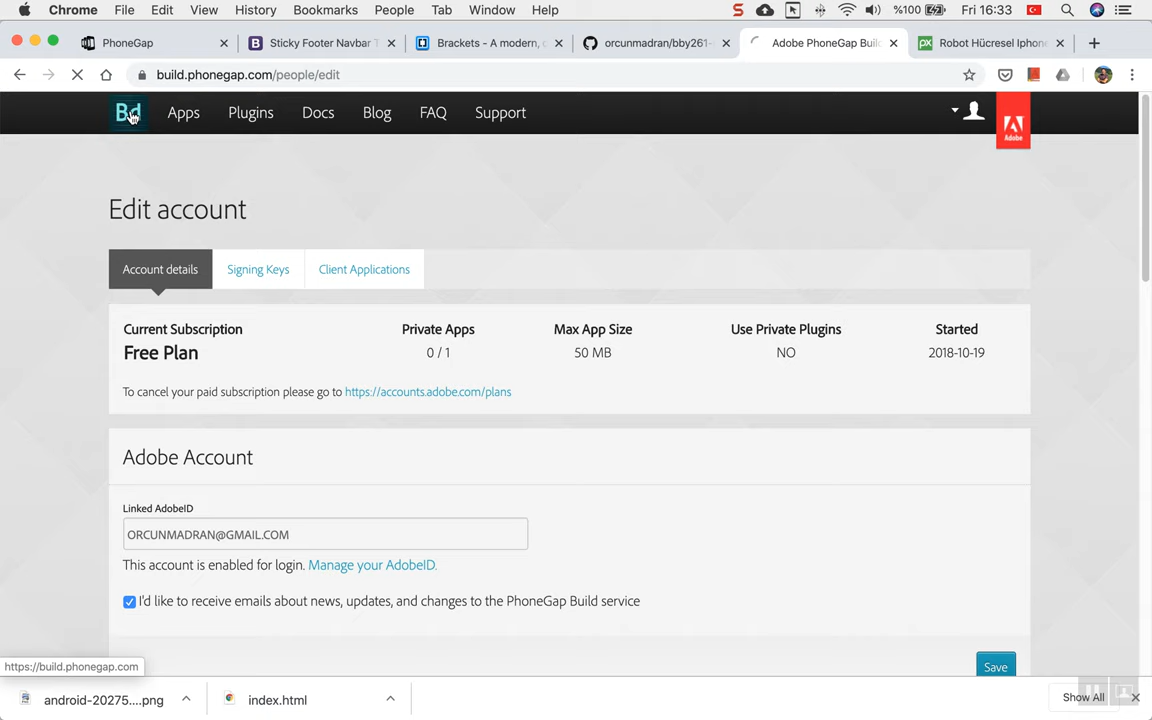 Chrome File Edit View History Bookmarks People Tab Window Help %100 Fri 16:33
PhoneGap Sticky Footer Navbar T Brackets - A modern, o orcunmadran/bby261- Adobe PhoneGap Build Robot Hücresel Iphone
build.phonegap.com/people/edit
Bd Apps Plugins Docs Blog FAQ Support
Adobe
Edit account
Account details Signing Keys Client Applications
Current Subscription Private Apps Max App Size Use Private Plugins Started
Free Plan 0 / 1 50 MB NO 2018-10-19
To cancel your paid subscription please go to https://accounts.adobe.com/plans
Adobe Account
Linked AdobeID
ORCUNMADRAN@GMAIL.COM
This account is enabled for login. Manage your AdobeID.
I'd like to receive emails about news, updates, and changes to the PhoneGap Build service
Save
https://build.phonegap.com
android-20275....png index.html Show All